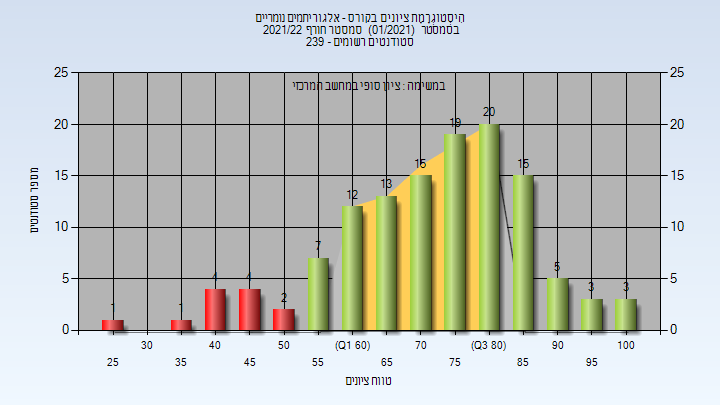 הִיסְטוֹגְרַמַת ציונים בקורס - אלגוריתמים נומריים
בסמסטר (01/2021) סמסטר חורף 2021/22
סטודנטים רשומים - 239
במשימה : ציון סופי במחשב המרכזי
25 25
20 20
15 15
10 10
5 5
0 0
מספר סטודנטים
1 1 4 4 2 7 12 13 15 19 20 15 5 3 3
30 40 50 (Q1 60) 70 (Q3 80) 90 100
25 35 45 55 65 75 85 95
טווח ציונים